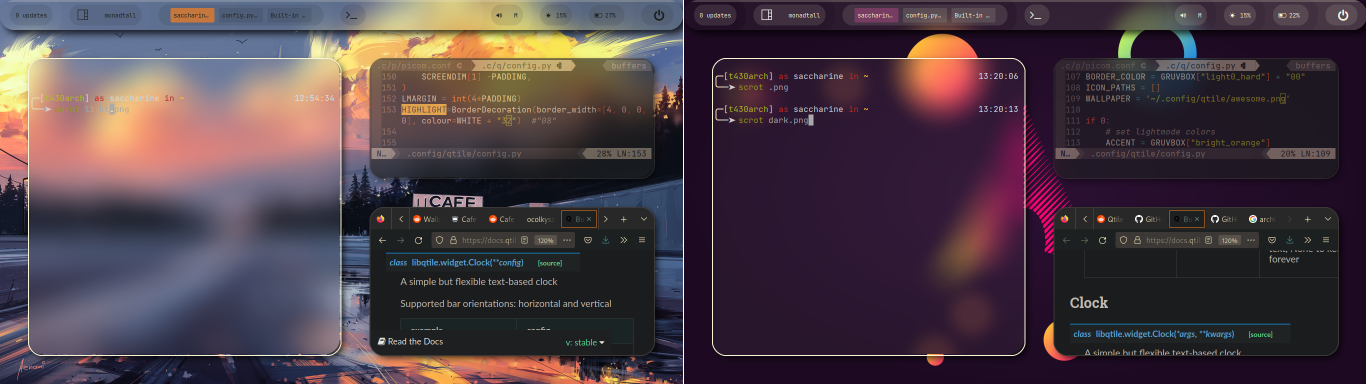 0 updates
monadtall
saccharin…
config.py…
Built-in …
M
15%
27%
┌─[t430arch] as saccharine in ~ 12:54:34
.c/p/picom.conf
.c/q/config.py
buffers
150 SCREENDIM[1] -PADDING,
151 )
152 LMARGIN = int(4*PADDING)
153 HIGHLIGHT=BorderDecoration(border_width=[4, 0, 0,
0], colour=WHITE + "32") #"08"
154
155
N… .config/qtile/config.py 28% LN:153
CAFE
Wall
Cafe
Cafe
ocolkys
Bu
https://docs.qtil
120%
class libqtile.widget.Clock(**config) [source]
A simple but flexible text-based clock
Supported bar orientations: horizontal and vertical
example config
Read the Docs
v: stable
0 updates
monadtall
saccharin…
config.py…
Built-in …
M
15%
22%
[t430arch] as saccharine in ~ 13:20:06
scrot .png
[t430arch] as saccharine in ~ 13:20:13
scrot dark.png
.c/p/picom.conf
.c/q/config.py
buffers
107 BORDER_COLOR = GRUVBOX["light0_hard"] + "00"
108 ICON_PATHS = []
109 WALLPAPER = "~/.config/qtile/awesome.png"
110
111 if 0:
112 # set lightmode colors
113 ACCENT = GRUVBOX["bright_orange"]
N… .config/qtile/config.py 20% LN:109
Qtile
GitH
Bu
GitH
archi
https://docs.qtil
120%
forever
Clock
class libqtile.widget.Clock(*args, **kwargs) [source]
A simple but flexible text-based clock